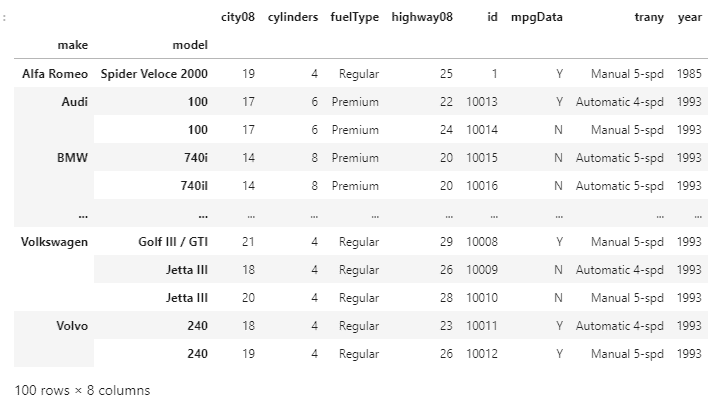 :
city08 cylinders fuelType highway08 id mpgData trany year
make model
Alfa Romeo Spider Veloce 2000 19 4 Regular 25 1 Y Manual 5-spd 1985
Audi 100 17 6 Premium 22 10013 Y Automatic 4-spd 1993
100 17 6 Premium 24 10014 N Manual 5-spd 1993
BMW 740i 14 8 Premium 20 10015 N Automatic 5-spd 1993
740il 14 8 Premium 20 10016 N Automatic 5-spd 1993
... ... ... ... ... ... ... ... ... ...
Volkswagen Golf III / GTI 21 4 Regular 29 10008 Y Manual 5-spd 1993
Jetta III 18 4 Regular 26 10009 N Automatic 4-spd 1993
Jetta III 20 4 Regular 28 10010 N Manual 5-spd 1993
Volvo 240 18 4 Regular 23 10011 Y Automatic 4-spd 1993
240 19 4 Regular 26 10012 Y Manual 5-spd 1993
100 rows × 8 columns